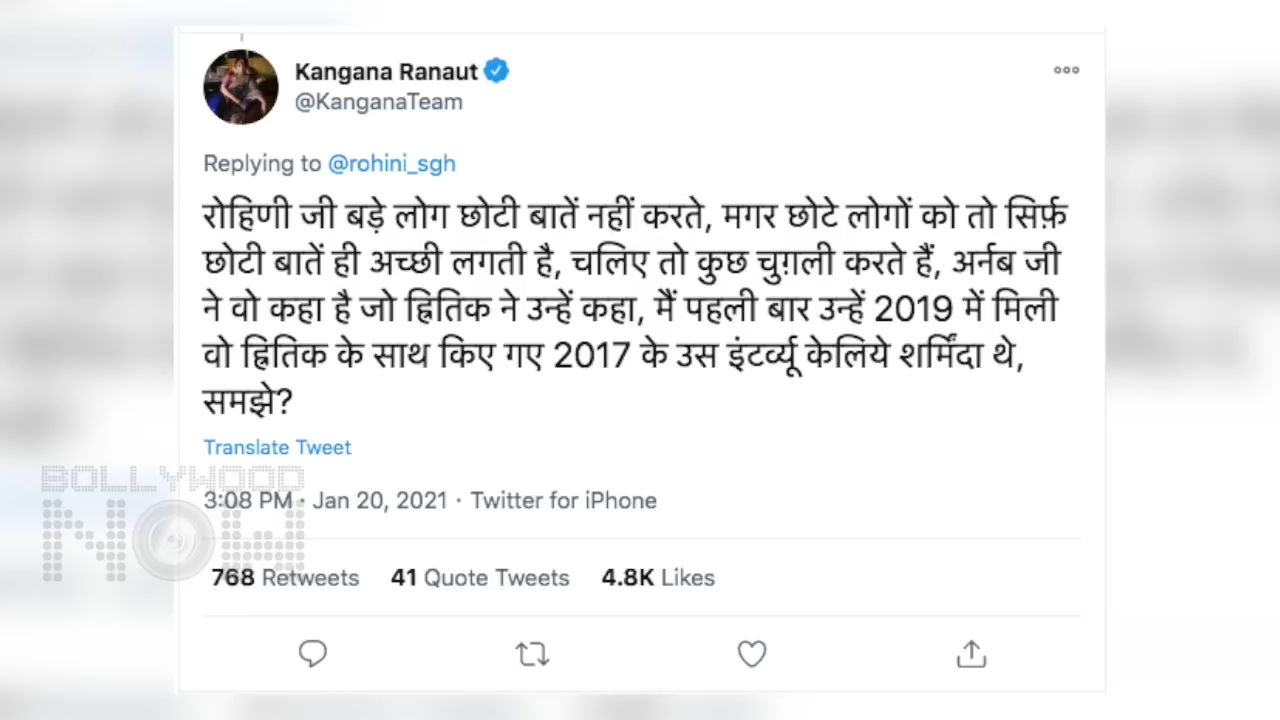 Kangana Ranaut
@KanganaTeam
Replying to @rohini_sgh
रोहिणी जी बड़े लोग छोटी बातें नहीं करते, मगर छोटे लोगों को तो सिर्फ़
छोटी बातें ही अच्छी लगती है, चलिए तो कुछ चुग़ली करते हैं, अर्नब जी
ने वो कहा है जो ह्रितिक ने उन्हें कहा, मैं पहली बार उन्हें 2019 में मिली
वो ह्रितिक के साथ किए गए 2017 के उस इंटर्व्यू केलिये शर्मिंदा थे,
समझे?
Translate Tweet
BOLLYWOOD
NOW
3:08 PM · Jan 20, 2021 · Twitter for iPhone
768 Retweets 41 Quote Tweets 4.8K Likes